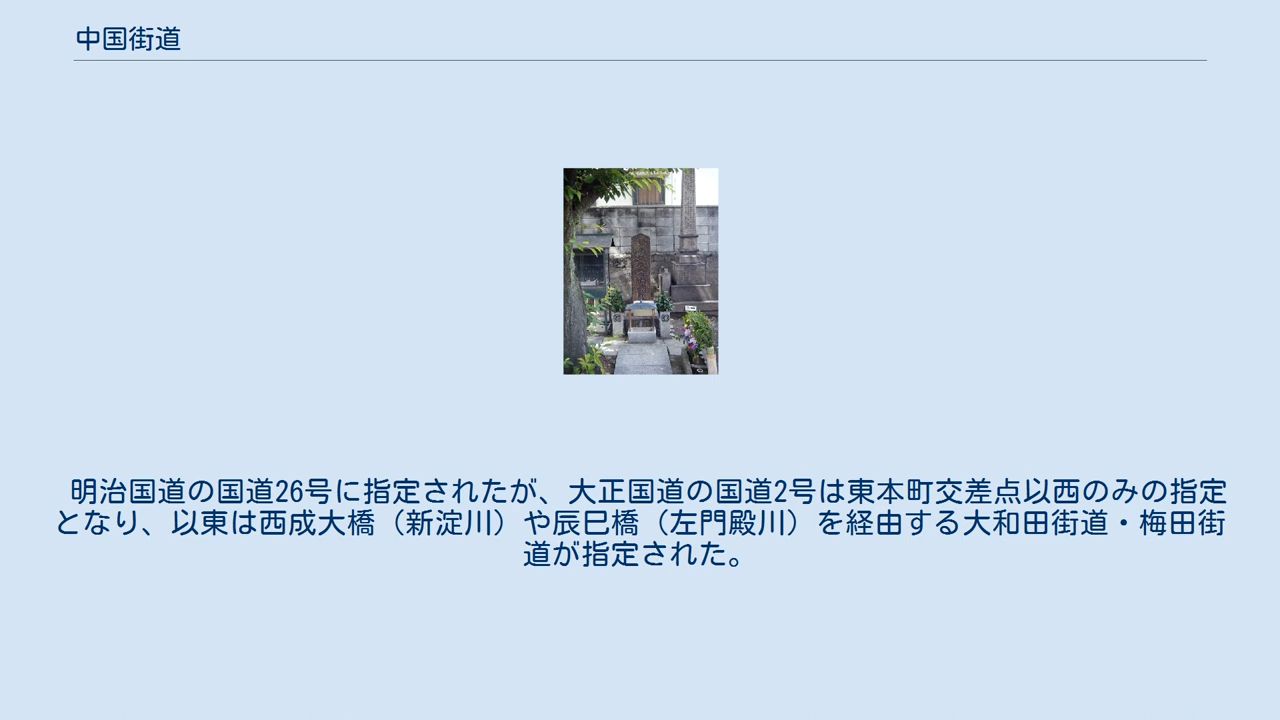 中国街道
明治国道の国道26号に指定されたが、大正国道の国道2号は東本町交差点以西のみの指定
となり、以東は西成大橋（新淀川）や辰巳橋（左門殿川）を経由する大和田街道・梅田街
道が指定された。